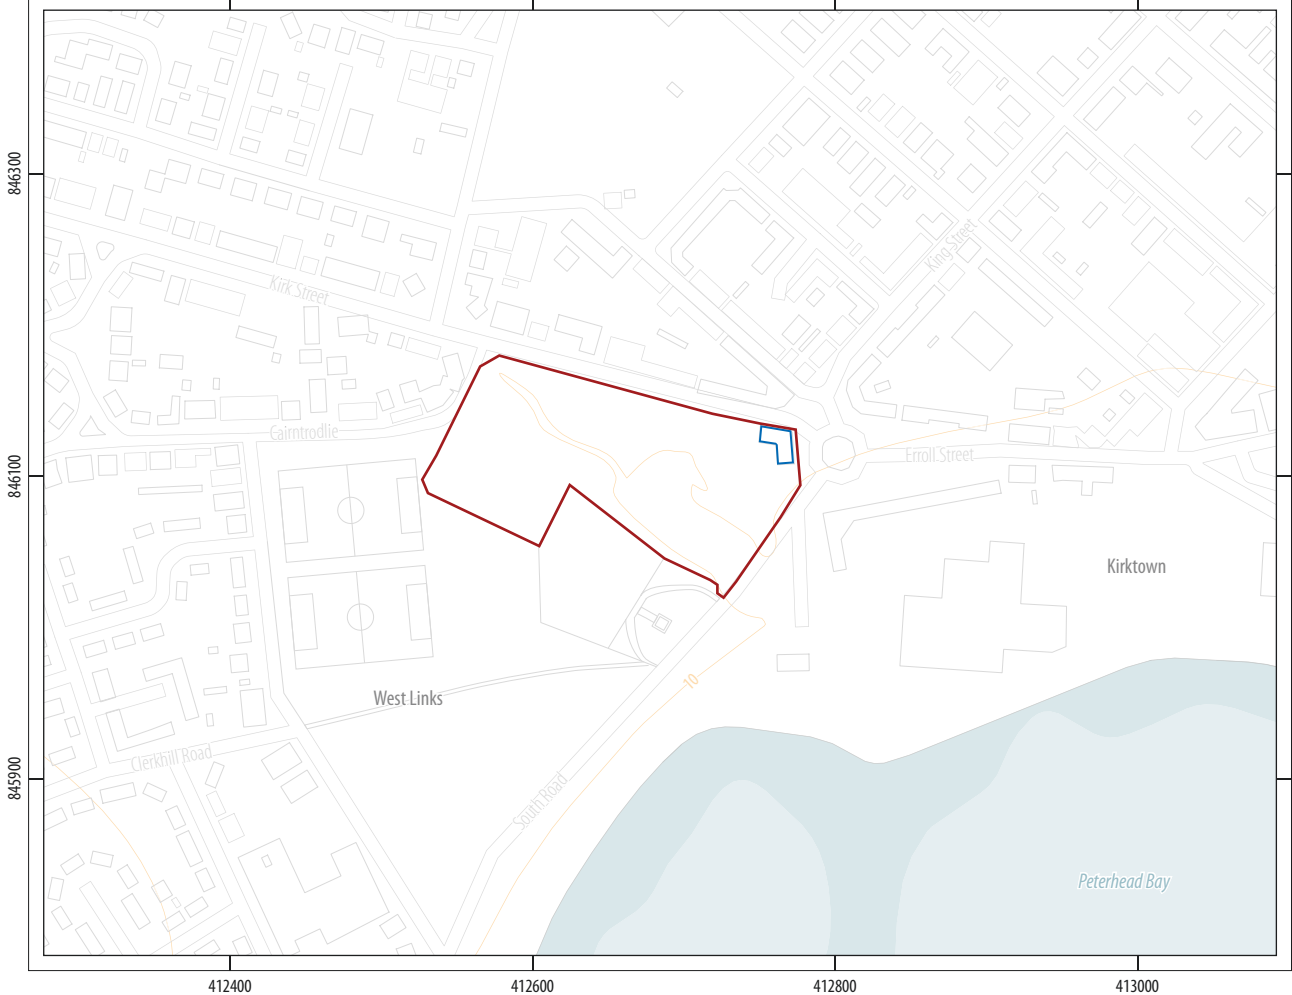 846300
King Street
Kirk Street
Cairntrodlie
Erroll Street
846100
Kirktown
10
West Links
Clerkhill Road
845900
South Road
Peterhead Bay
412400
412600
412800
413000